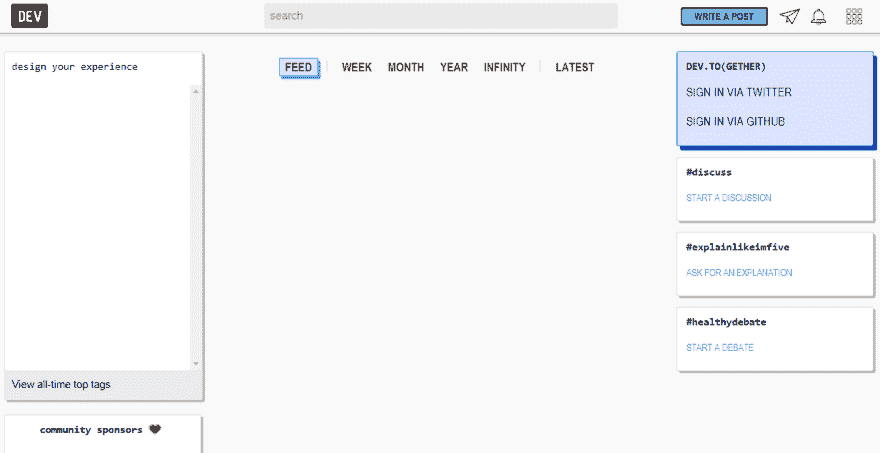 DEV
search
WRITE A POST
design your experience
View all-time top tags
community sponsors
FEED
WEEK
MONTH
YEAR
INFINITY
LATEST
DEV.TO(GETHER)
SIGN IN VIA TWITTER
SIGN IN VIA GITHUB
#discuss
START A DISCUSSION
#explainlikeimfive
ASK FOR AN EXPLANATION
#healthydebate
START A DEBATE